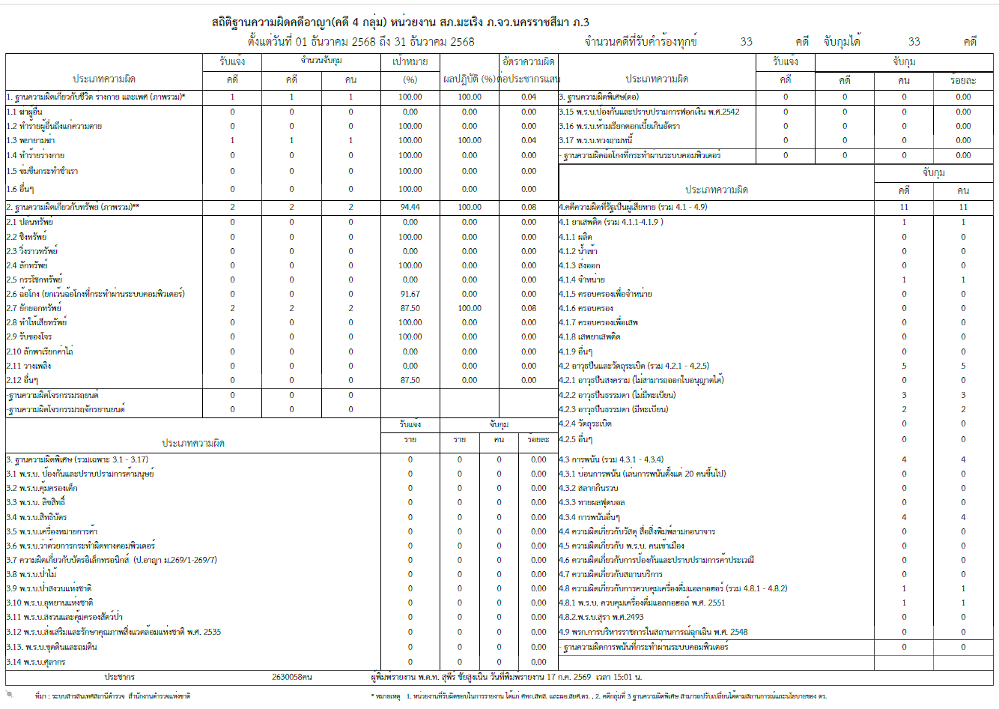 สถิติฐานความผิดคดีอาญา(คดี 4 กลุ่ม) หน่วยงาน สภ.มะเริง ภ.จว.นครราชสีมา ภ.3
ตั้งแต่วันที่ 01 ธันวาคม 2568 ถึง 31 ธันวาคม 2568 จำนวนคดีที่รับคำร้องทุกข์ 33 คดี จับกุมได้ 33 คดี
ประเภทความผิด รับแจ้ง จำนวนจับกุม เป้าหมาย ผลปฏิบัติ (%) อัตราความผิด
คดี คดี คน (%) ต่อประชากรแสน
1. ฐานความผิดเกี่ยวกับชีวิต ร่างกาย และเพศ (ภาพรวม)* 1 1 1 100.00 100.00 0.04
1.1 ฆ่าผู้อื่น 0 0 0 0.00 0.00 0.00
1.2 ทำร้ายผู้อื่นถึงแก่ความตาย 0 0 0 100.00 0.00 0.00
1.3 พยายามฆ่า 1 1 1 100.00 100.00 0.04
1.4 ทำร้ายร่างกาย 0 0 0 100.00 0.00 0.00
1.5 ข่มขืนกระทำชำเรา 0 0 0 100.00 0.00 0.00
1.6 อื่นๆ 0 0 0 100.00 0.00 0.00
2. ฐานความผิดเกี่ยวกับทรัพย์ (ภาพรวม)** 2 2 2 94.44 100.00 0.08
2.1 ปล้นทรัพย์ 0 0 0 0.00 0.00 0.00
2.2 ชิงทรัพย์ 0 0 0 100.00 0.00 0.00
2.3 วิ่งราวทรัพย์ 0 0 0 0.00 0.00 0.00
2.4 ลักทรัพย์ 0 0 0 100.00 0.00 0.00
2.5 กรรโชกทรัพย์ 0 0 0 0.00 0.00 0.00
2.6 ฉ้อโกง (ยกเว้นฉ้อโกงที่กระทำผ่านระบบคอมพิวเตอร์) 0 0 0 91.67 0.00 0.00
2.7 ยักยอกทรัพย์ 2 2 2 87.50 100.00 0.08
2.8 ทำให้เสียทรัพย์ 0 0 0 100.00 0.00 0.00
2.9 รับของโจร 0 0 0 100.00 0.00 0.00
2.10 ลักพาเรียกค่าไถ่ 0 0 0 0.00 0.00 0.00
2.11 วางเพลิง 0 0 0 0.00 0.00 0.00
2.12 อื่นๆ 0 0 0 87.50 0.00 0.00
-ฐานความผิดโจรกรรมรถยนต์ 0 0 0
-ฐานความผิดโจรกรรมรถจักรยานยนต์ 0 0 0
ประเภทความผิด รับแจ้ง จับกุม
ราย ราย คน ร้อยละ
3. ฐานความผิดพิเศษ (รวมเฉพาะ 3.1 - 3.17) 0 0 0 0.00
3.1 พ.ร.บ. ป้องกันและปราบปรามการค้ามนุษย์ 0 0 0 0.00
3.2 พ.ร.บ.คุ้มครองเด็ก 0 0 0 0.00
3.3 พ.ร.บ. ลิขสิทธิ์ 0 0 0 0.00
3.4 พ.ร.บ.สิทธิบัตร 0 0 0 0.00
3.5 พ.ร.บ.เครื่องหมายการค้า 0 0 0 0.00
3.6 พ.ร.บ.ว่าด้วยการกระทำผิดทางคอมพิวเตอร์ 0 0 0 0.00
3.7 ความผิดเกี่ยวกับบัตรอิเล็กทรอนิกส์ (ป.อาญา ม.269/1-269/7) 0 0 0 0.00
3.8 พ.ร.บ.ป่าไม้ 0 0 0 0.00
3.9 พ.ร.บ.ป่าสงวนแห่งชาติ 0 0 0 0.00
3.10 พ.ร.บ.อุทยานแห่งชาติ 0 0 0 0.00
3.11 พ.ร.บ.สงวนและคุ้มครองสัตว์ป่า 0 0 0 0.00
3.12 พ.ร.บ.ส่งเสริมและรักษาคุณภาพสิ่งแวดล้อมแห่งชาติ พ.ศ. 2535 0 0 0 0.00
3.13. พ.ร.บ.ขุดดินและถมดิน 0 0 0 0.00
3.14 พ.ร.บ.ศุลากร 0 0 0 0.00
ประเภทความผิด รับแจ้ง จับกุม
คดี คดี คน ร้อยละ
3. ฐานความผิดพิเศษ(ต่อ) 0 0 0 0.00
3.15 พ.ร.บ.ป้องกันและปราบปรามการฟอกเงิน พ.ศ.2542 0 0 0 0.00
3.16 พ.ร.บ.ห้ามเรียกดอกเบี้ยเกินอัตรา 0 0 0 0.00
3.17 พ.ร.บ.ทวงถามหนี้ 0 0 0 0.00
- ฐานความผิดฉ้อโกงที่กระทำผ่านระบบคอมพิวเตอร์ 0 0 0 0.00
ประเภทความผิด จับกุม
คดี คน
4.คดีความผิดที่รัฐเป็นผู้เสียหาย (รวม 4.1 - 4.9) 11 11
4.1 ยาเสพติด (รวม 4.1.1-4.1.9 ) 1 1
4.1.1 ผลิต 0 0
4.1.2 นำเข้า 0 0
4.1.3 ส่งออก 0 0
4.1.4 จำหน่าย 1 1
4.1.5 ครอบครองเพื่อจำหน่าย 0 0
4.1.6 ครอบครอง 0 0
4.1.7 ครอบครองเพื่อเสพ 0 0
4.1.8 เสพยาเสพติด 0 0
4.1.9 อื่นๆ 0 0
4.2 อาวุธปืนและวัตถุระเบิด (รวม 4.2.1 - 4.2.5) 5 5
4.2.1 อาวุธปืนสงคราม (ไม่สามารถออกใบอนุญาตได้) 0 0
4.2.2 อาวุธปืนธรรมดา (ไม่มีทะเบียน) 3 3
4.2.3 อาวุธปืนธรรมดา (มีทะเบียน) 2 2
4.2.4 วัตถุระเบิด 0 0
4.2.5 อื่นๆ 0 0
4.3 การพนัน (รวม 4.3.1 - 4.3.4) 4 4
4.3.1 บ่อนการพนัน (เล่นการพนันตั้งแต่ 20 คนขึ้นไป) 0 0
4.3.2 สลากกินรวบ 0 0
4.3.3 ทายผลฟุตบอล 0 0
4.3.4 การพนันอื่นๆ 4 4
4.4 ความผิดเกี่ยวกับวัสดุ สื่อสิ่งพิมพ์ลามกอนาจาร 0 0
4.5 ความผิดเกี่ยวกับ พ.ร.บ. คนเข้าเมือง 0 0
4.6 ความผิดเกี่ยวกับการป้องกันและปราบปรามการค้าประเวณี 0 0
4.7 ความผิดเกี่ยวกับสถานบริการ 0 0
4.8 ความผิดเกี่ยวกับการควบคุมเครื่องดื่มแอลกอฮอร์ (รวม 4.8.1 - 4.8.2) 1 1
4.8.1 พ.ร.บ. ควบคุมเครื่องดื่มแอลกอฮอล์ พ.ศ. 2551 1 1
4.8.2.พ.ร.บ.สุรา พ.ศ.2493 0 0
4.9 พรก.การบริหารราชการในสถานการณ์ฉุกเฉิน พ.ศ. 2548 0 0
- ฐานความผิดการพนันที่กระทำผ่านระบบคอมพิวเตอร์ 0 0
ประชากร 2630058คน ผู้พิมพ์รายงาน พ.ต.ท. สุพีร์ ชัยสูงเนิน วันที่พิมพ์รายงาน 17 ก.ค. 2569 เวลา 15:01 น.
ที่มา : ระบบสารสนเทศสถานีตำรวจ สำนักงานตำรวจแห่งชาติ * หมายเหตุ 1. หน่วยงานที่รับผิดชอบในการรายงาน ได้แก่ ศทก.สทส. และผอ.สยศ.ตร. , 2. คดีกลุ่มที่ 3 ฐานความผิดพิเศษ สามารถปรับเปลี่ยนได้ตามสถานการณ์และนโยบายของ ตร.